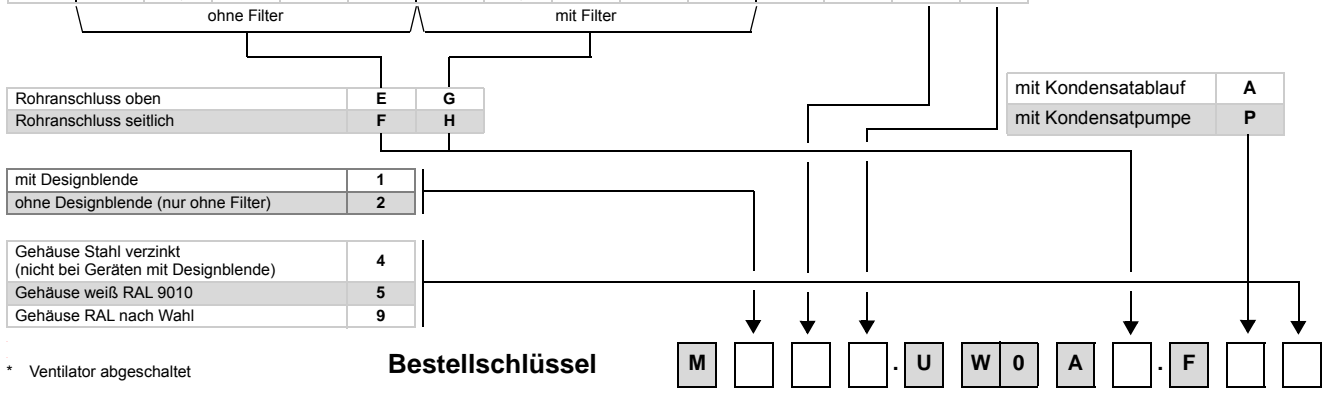 ohne Filter mit Filter
Rohranschluss oben E G
Rohranschluss seitlich F H
mit Kondensatablauf A
mit Kondensatpumpe P
mit Designblende 1
ohne Designblende (nur ohne Filter) 2
Gehäuse Stahl verzinkt
(nicht bei Geräten mit Designblende) 4
Gehäuse weiß RAL 9010 5
Gehäuse RAL nach Wahl 9
* Ventilator abgeschaltet
Bestellschlüssel M . U W 0 A . F